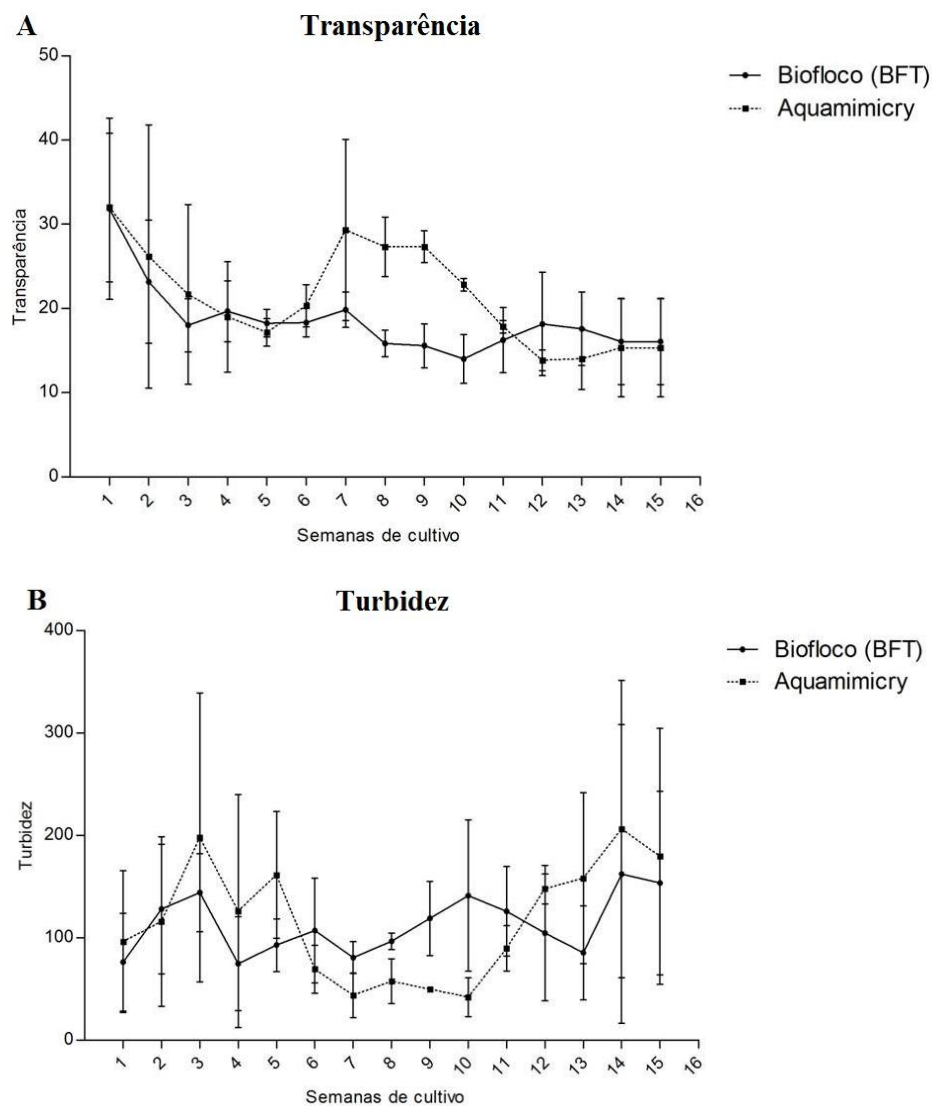 A
Transparência
50
40
30
20
10
0
Transparência
1 2 3 4 5 6 7 8 9 10 11 12 13 14 15 16
Semanas de cultivo
Biofloco (BFT)
Aquamimicry
B
Turbidez
400
300
200
100
0
Turbidez
1 2 3 4 5 6 7 8 9 10 11 12 13 14 15 16
Semanas de cultivo
Biofloco (BFT)
Aquamimicry